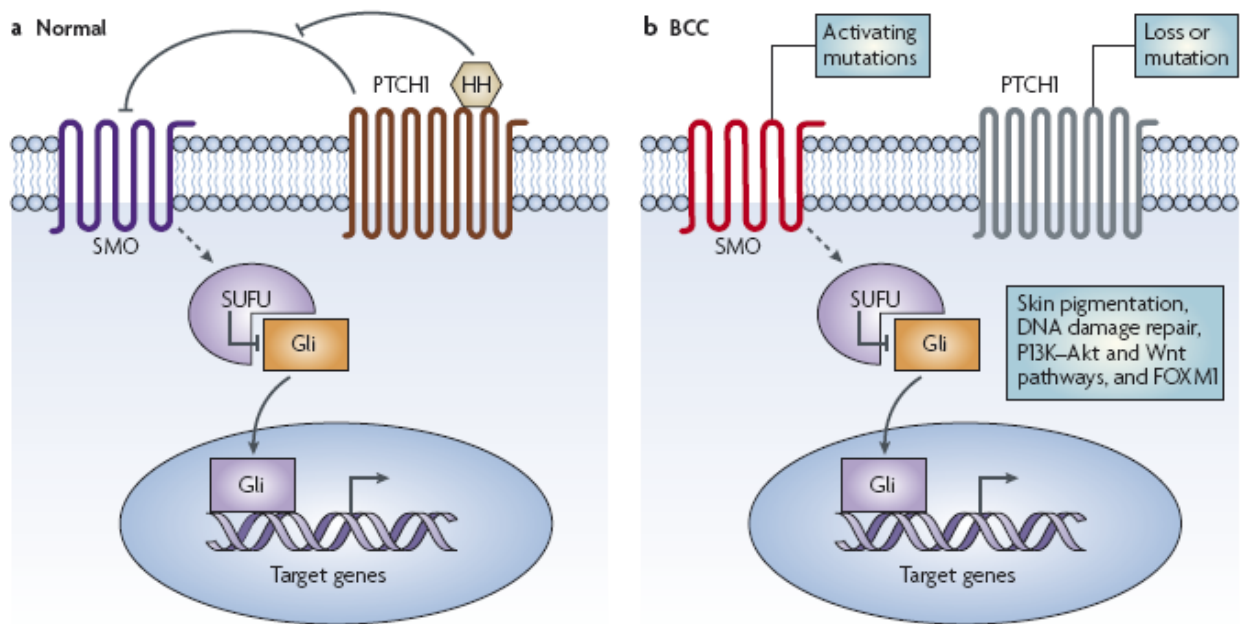 a Normal
HH
PTCH1
SMO
SUFU
Gli
Gli
Target genes
b BCC
Activating
mutations
Loss or
mutation
PTCH1
SMO
SUFU
Gli
Skin pigmentation,
DNA damage repair,
P13K–Akt and Wnt
pathways, and FOXM1
Gli
Target genes